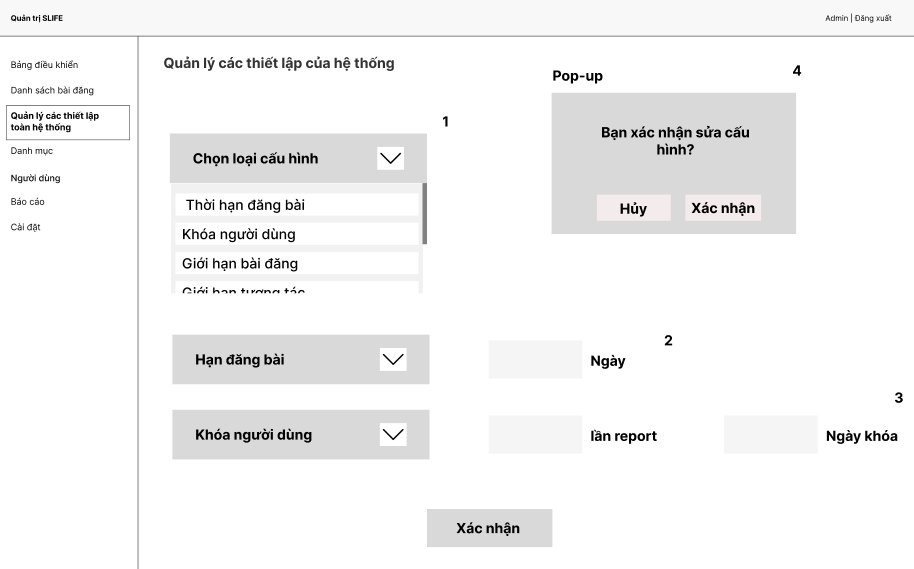 Quản trị SLIFE
Admin | Đăng xuất
Bảng điều khiển
Danh sách bài đăng
Quản lý các thiết lập
toàn hệ thống
Danh mục
Người dùng
Báo cáo
Cài đặt
Quản lý các thiết lập của hệ thống
1
Chọn loại cấu hình
Thời hạn đăng bài
Khóa người dùng
Giới hạn bài đăng
Giới hạn tương tác
Pop-up
4
Bạn xác nhận sửa cấu
hình?
Hủy
Xác nhận
2
Hạn đăng bài
Ngày
3
Khóa người dùng
lần report
Ngày khóa
Xác nhận